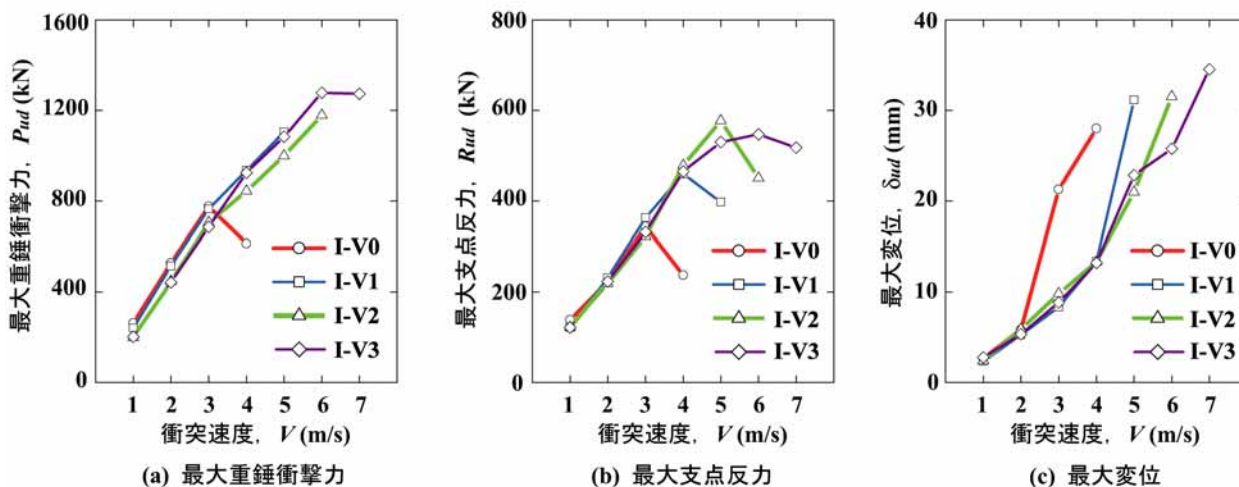 最大重錘衝撃力, Pud (kN)
1600
1200
800
400
0
I-V0
I-V1
I-V2
I-V3
1 2 3 4 5 6 7
衝突速度, V (m/s)
(a) 最大重錘衝撃力
最大支点反力, Rud (kN)
800
600
400
200
0
I-V0
I-V1
I-V2
I-V3
1 2 3 4 5 6 7
衝突速度, V (m/s)
(b) 最大支点反力
最大変位, δud (mm)
40
30
20
10
0
I-V0
I-V1
I-V2
I-V3
1 2 3 4 5 6 7
衝突速度, V (m/s)
(c) 最大変位